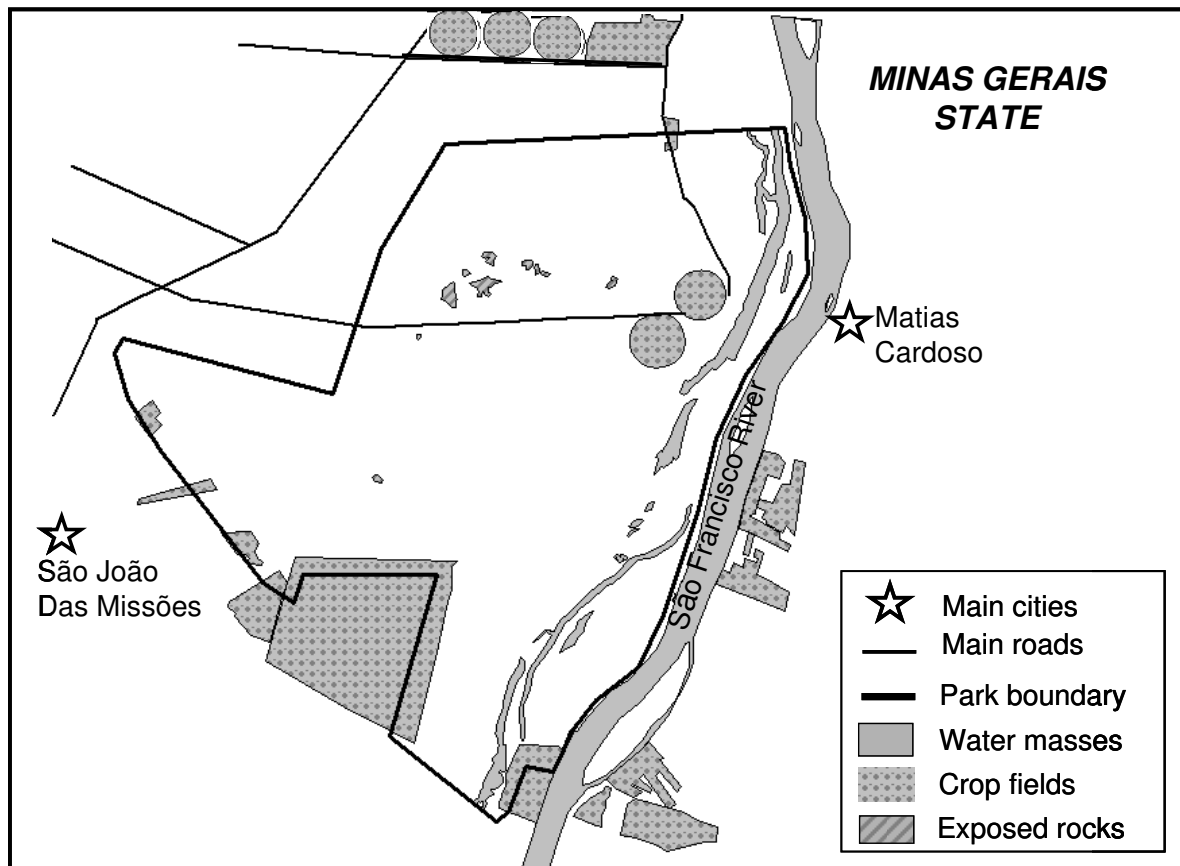 MINAS GERAIS
STATE
Matias
Cardoso
São Francisco River
São João
Das Missões
Main cities
Main roads
Park boundary
Water masses
Crop fields
Exposed rocks